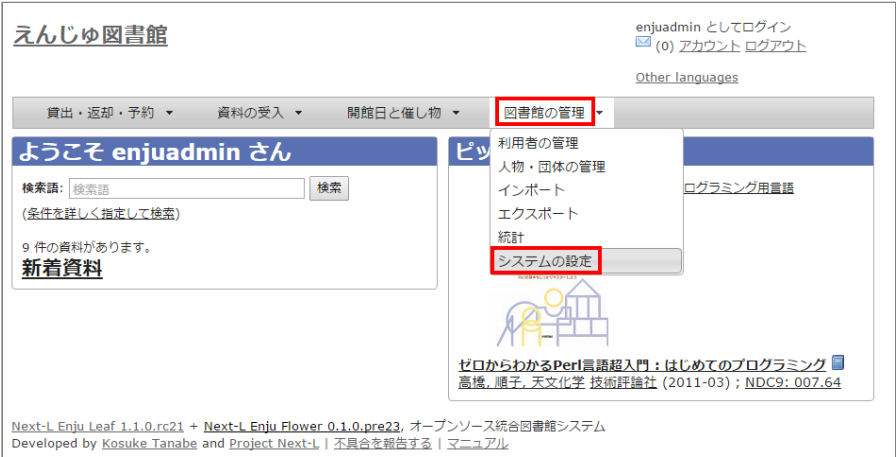 えんじゅ図書館
enjuadmin としてログイン
(0) アカウント ログアウト
Other languages
貸出・返却・予約 ▼ 資料の受入 ▼ 開館日と催し物 ▼ 図書館の管理 ▼
利用者の管理
人物・団体の管理
インポート
エクスポート
統計
システムの設定
ようこそ enjuadmin さん
検索語: 検索語 検索
(条件を詳しく指定して検索)
9 件の資料があります。
新着資料
ピッ
ログラミング用言語
ゼロからわかるPerl言語超入門 : はじめてのプログラミング
高橋, 順子, 天文化学 技術評論社 (2011-03) ; NDC9: 007.64
Next-L Enju Leaf 1.1.0.rc21 + Next-L Enju Flower 0.1.0.pre23, オープンソース統合図書館システム
Developed by Kosuke Tanabe and Project Next-L | 不具合を報告する | マニュアル